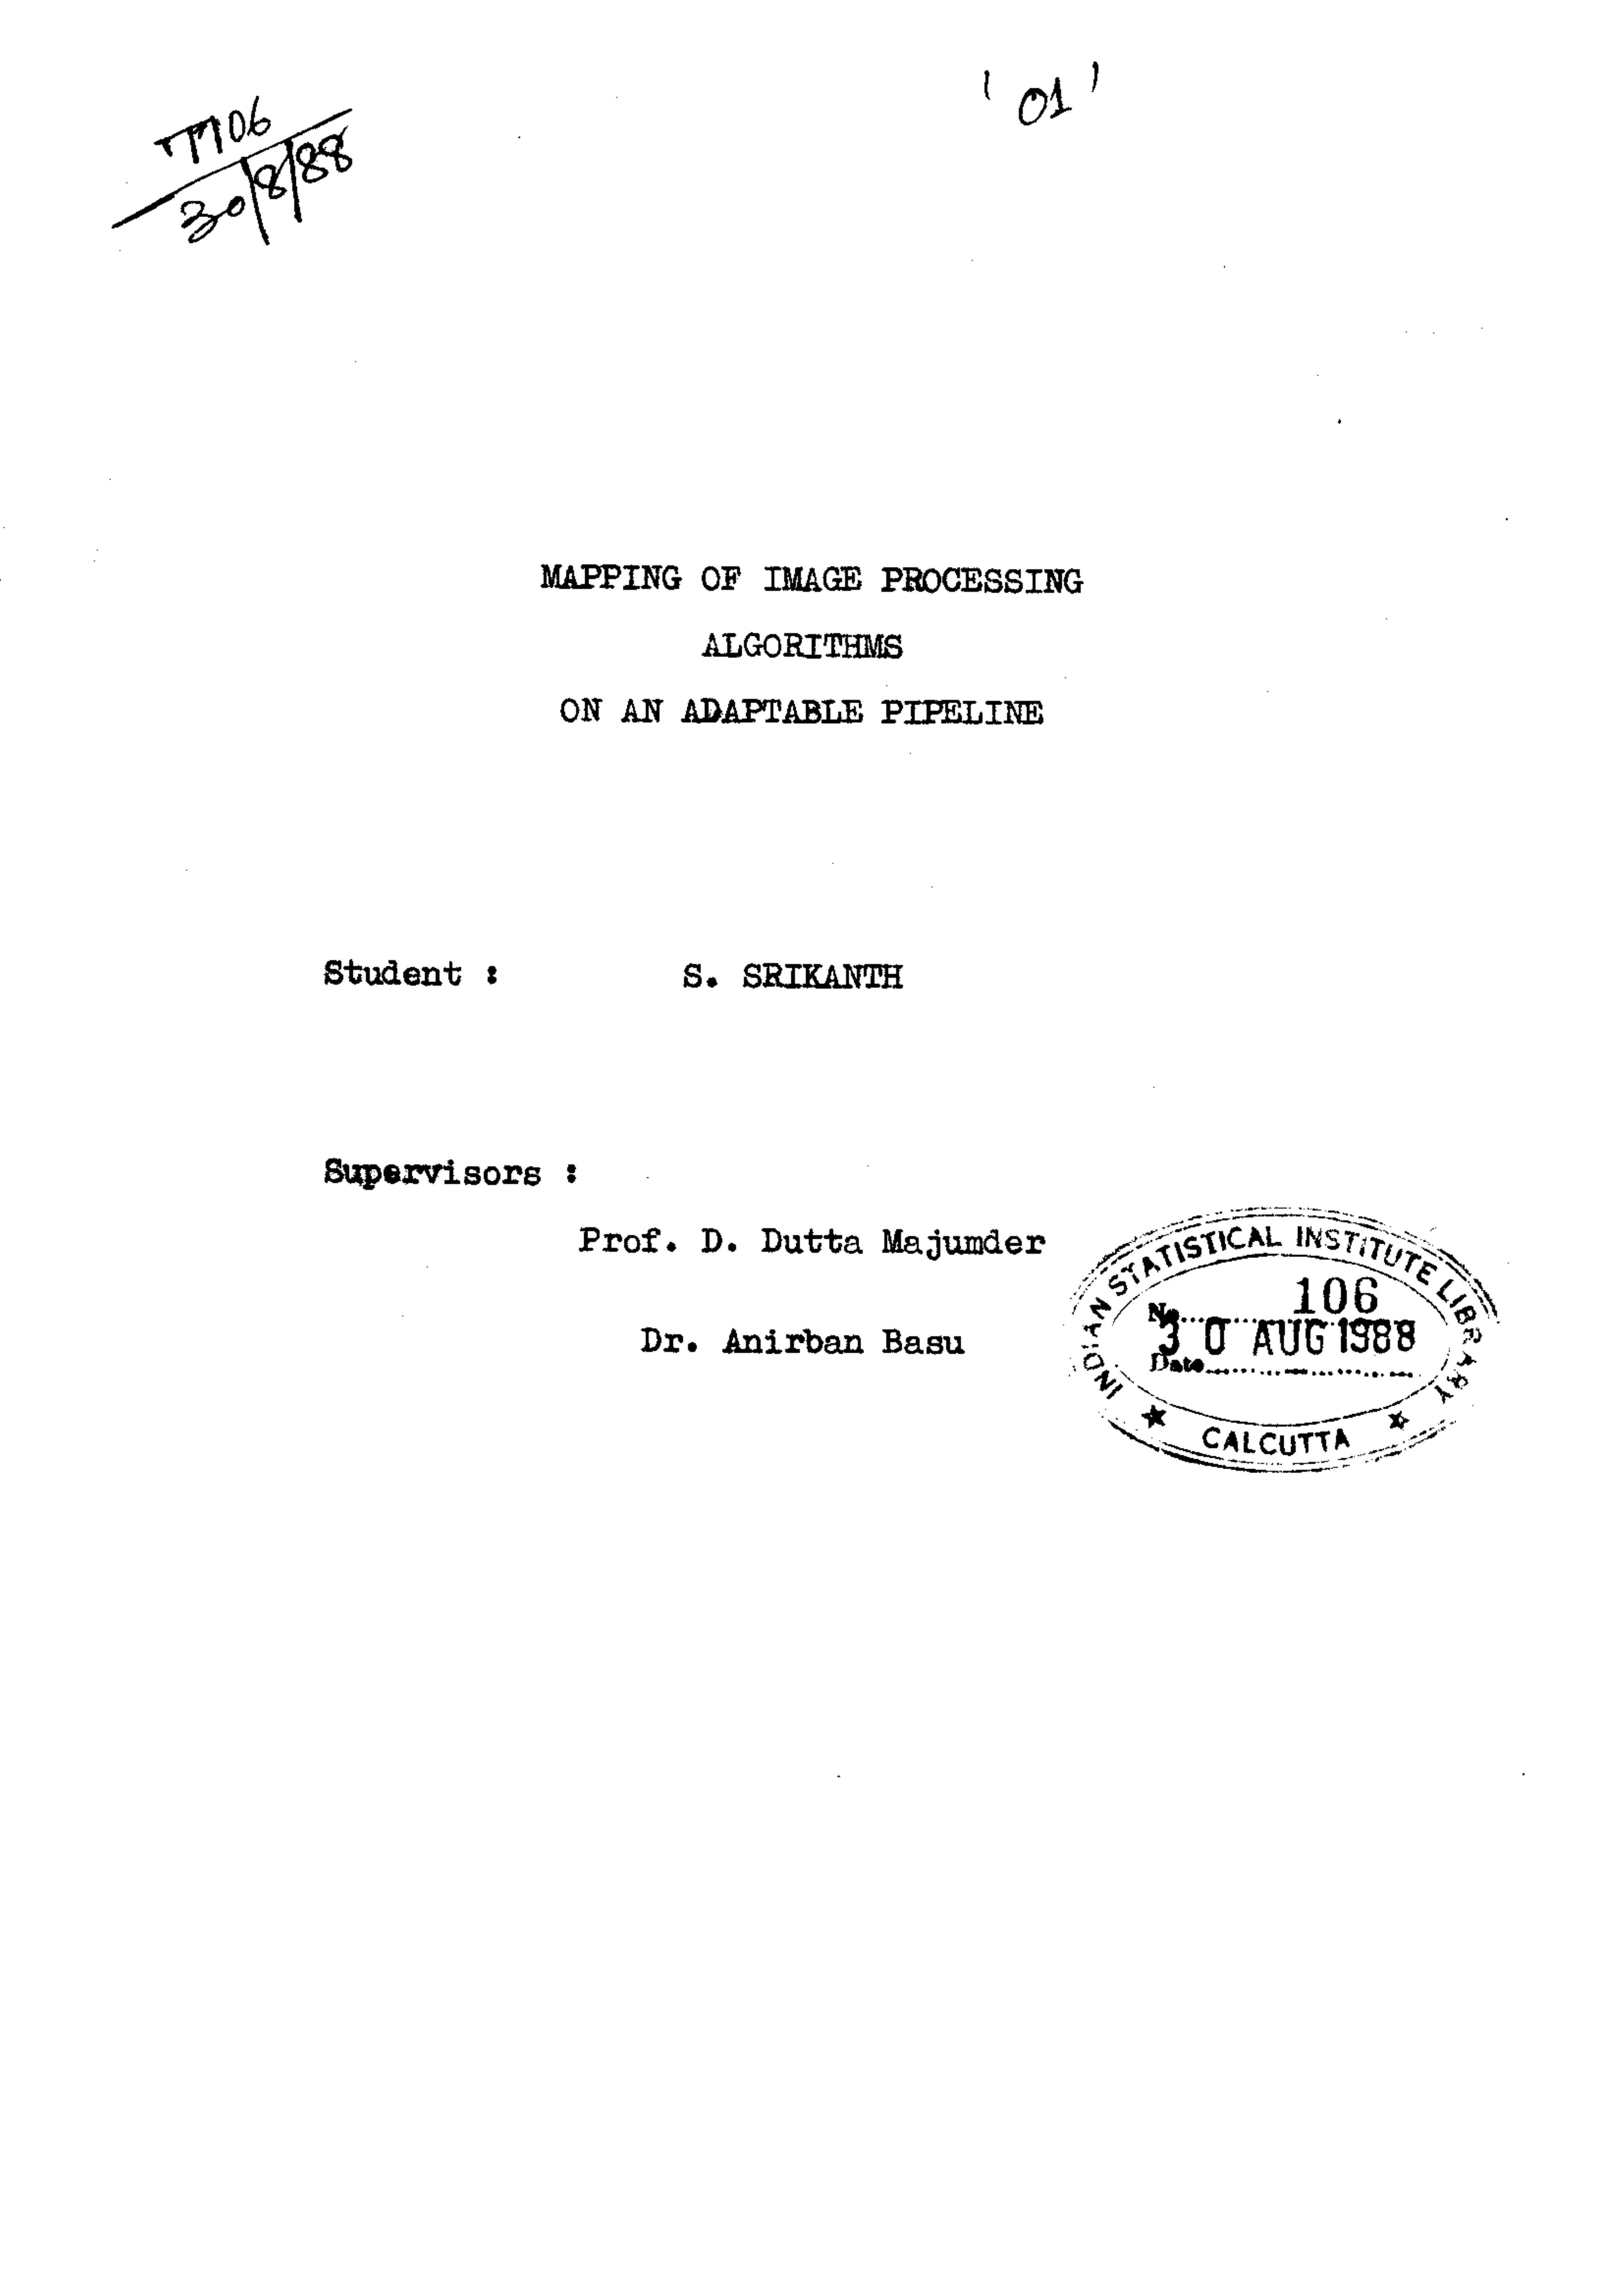 '01'
TT106
30/8/88
MAPPING OF IMAGE PROCESSING
ALGORITHMS
ON AN ADAPTABLE PIPELINE
Student : S. SRIKANTH
Supervisors :
Prof. D. Dutta Majumder
Dr. Anirban Basu
INDIAN STATISTICAL INSTITUTE LIBRARY
No. 106
30 AUG 1988
Date
CALCUTTA